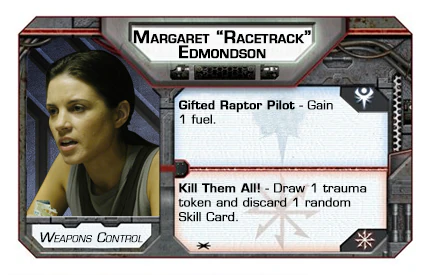 MARGARET "RACETRACK"
EDMONDSON
Gifted Raptor Pilot - Gain
1 fuel.
Kill Them All! - Draw 1 trauma
token and discard 1 random
Skill Card.
WEAPONS CONTROL